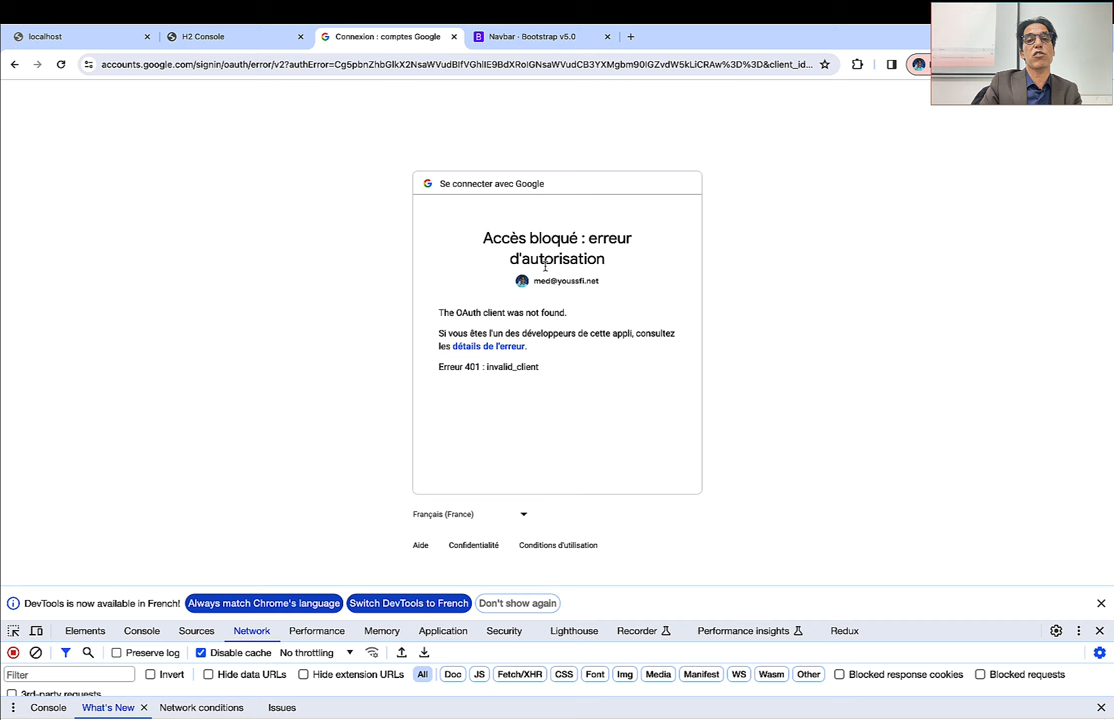 localhost
H2 Console
Connexion : comptes Google
Navbar · Bootstrap v5.0
accounts.google.com/signin/oauth/error/v2?authError=Cg5pbnZhbGlkX2NsaWVudBIfVGhlIE9BdXRoIGNsaWVudCB3YXMgbm90IGZvdW5kLiCRAw%3D%3D&client_id...
Se connecter avec Google
Accès bloqué : erreur
d'autorisation
med@youssfi.net
The OAuth client was not found.
Si vous êtes l'un des développeurs de cette appli, consultez
les détails de l'erreur.
Erreur 401 : invalid_client
Français (France)
Aide
Confidentialité
Conditions d'utilisation
DevTools is now available in French!
Always match Chrome's language
Switch DevTools to French
Don't show again
Elements
Console
Sources
Network
Performance
Memory
Application
Security
Lighthouse
Recorder
Performance insights
Redux
Preserve log
Disable cache
No throttling
Filter
Invert
Hide data URLs
Hide extension URLs
All
Doc
JS
Fetch/XHR
CSS
Font
Img
Media
Manifest
WS
Wasm
Other
Blocked response cookies
Blocked requests
3rd-party requests
Console
What's New
Network conditions
Issues